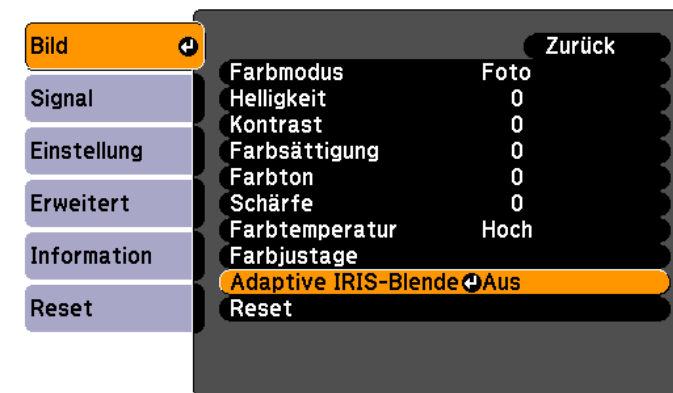 Bild
Signal
Einstellung
Erweitert
Information
Reset
Zurück
Farbmodus Foto
Helligkeit 0
Kontrast 0
Farbsättigung 0
Farbton 0
Schärfe 0
Farbtemperatur Hoch
Farbjustage
Adaptive IRIS-Blende Aus
Reset